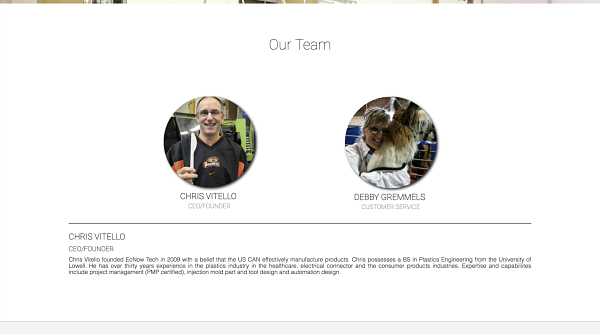 Our Team
CHRIS VITELLO
CEO/FOUNDER
DEBBY GREMMELS
CUSTOMER SERVICE
CHRIS VITELLO
CEO/FOUNDER
Chris Vitello founded EcNow Tech in 2009 with a belief that the US CAN effectively manufacture products. Chris possesses a BS in Plastics Engineering from the University of
Lowell. He has over thirty years experience in the plastics industry in the healthcare, electrical connector and the consumer products industries. Expertise and capabilities
include project management (PMP certified), injection mold part and tool design and automation design.